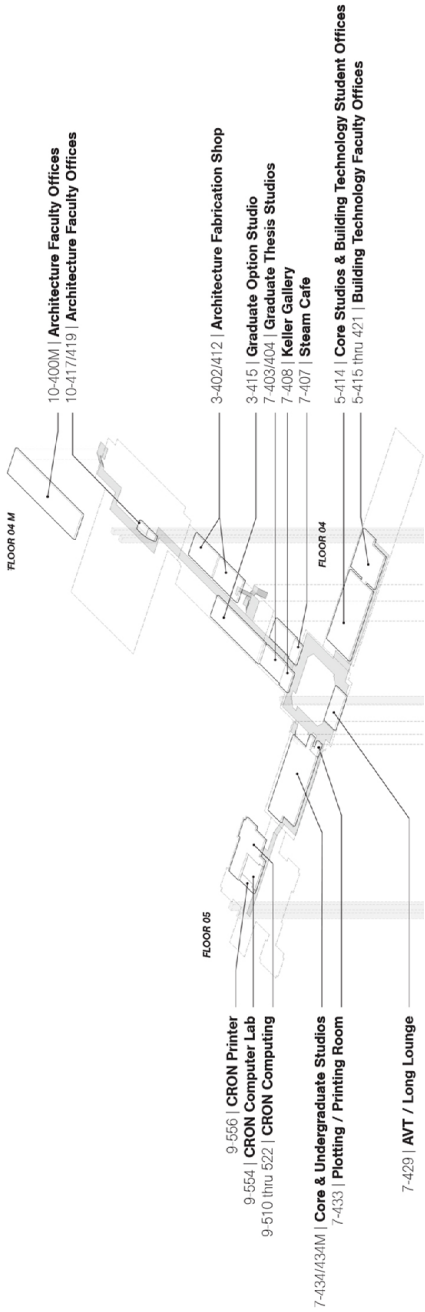 FLOOR 04 M
10-400M | Architecture Faculty Offices
10-417/419 | Architecture Faculty Offices
3-402/412 | Architecture Fabrication Shop
3-415 | Graduate Option Studio
7-403/404 | Graduate Thesis Studios
7-408 | Keller Gallery
7-407 | Steam Cafe
FLOOR 04
5-414 | Core Studios & Building Technology Student Offices
5-415 thru 421 | Building Technology Faculty Offices
FLOOR 05
9-556 | CRON Printer
9-554 | CRON Computer Lab
9-510 thru 522 | CRON Computing
7-434/434M | Core & Undergraduate Studios
7-433 | Plotting / Printing Room
7-429 | AVT / Long Lounge